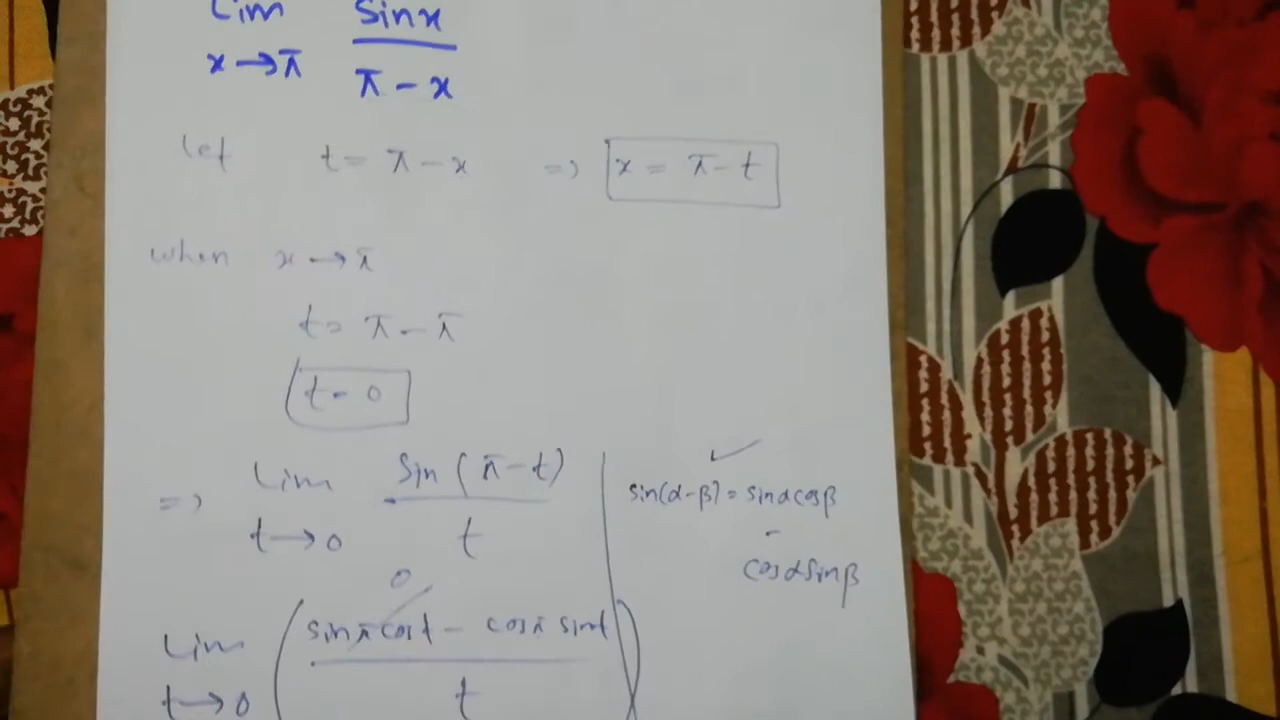 Lim sinx
x→π π - x
let t = π - x => x = π - t
when x → π
t = π - π
t = 0
=> Lim sin (π - t)
t→0 t
sin(α-β) = sinαcosβ
-
cosαsinβ
0
Lim ( sinπ cost - cosπ sint )
t→0 t